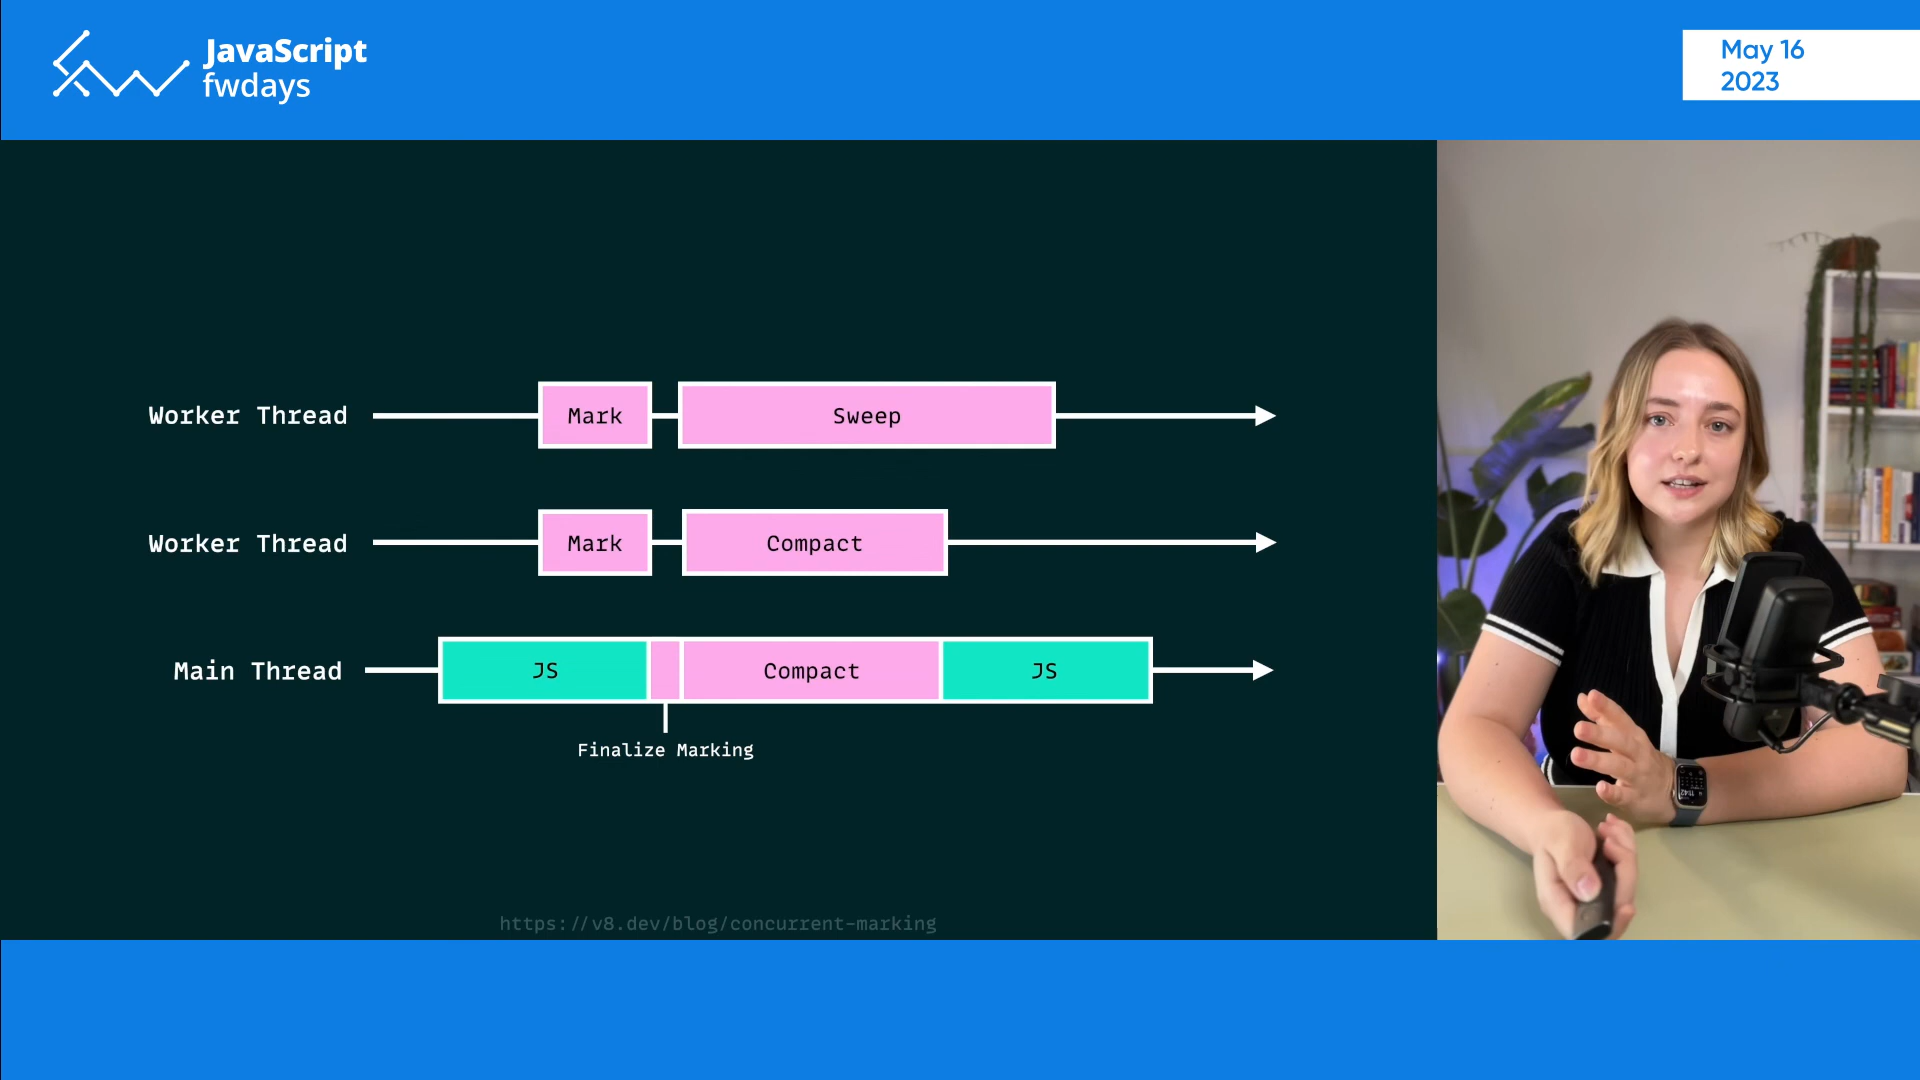 JavaScript
fwdays
May 16
2023
Worker Thread
Mark
Sweep
Worker Thread
Mark
Compact
Main Thread
JS
Compact
JS
Finalize Marking
https://v8.dev/blog/concurrent-marking